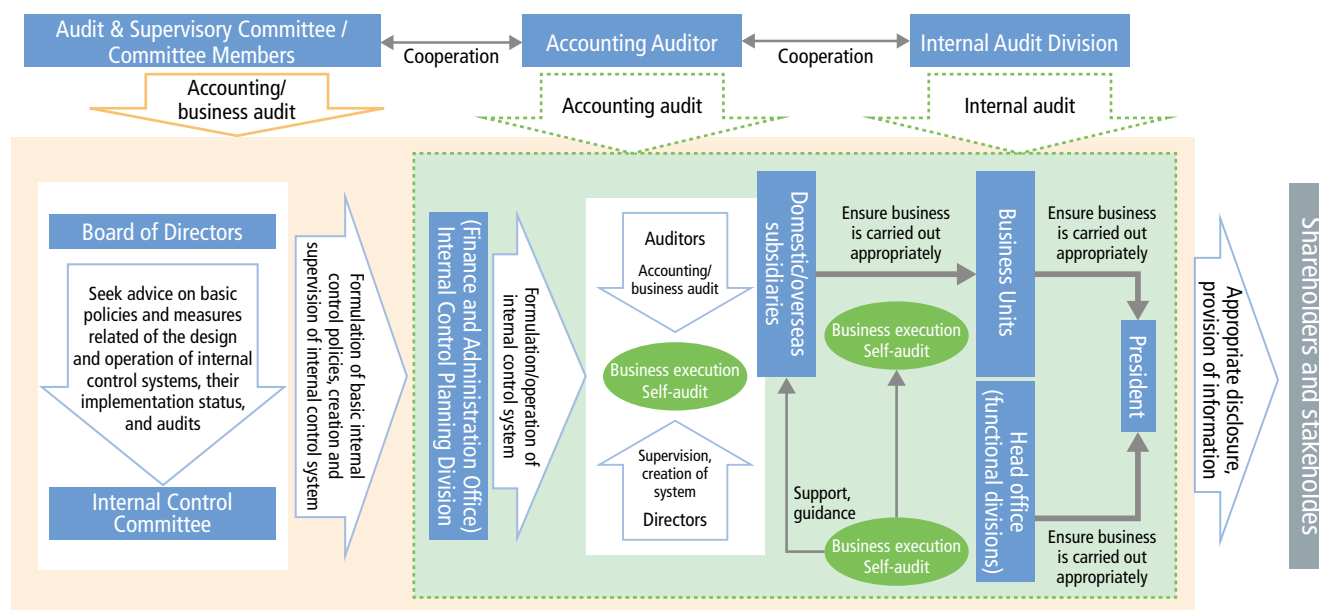 Audit & Supervisory Committee /
Committee Members
Cooperation
Accounting Auditor
Cooperation
Internal Audit Division
Accounting/
business audit
Accounting audit
Internal audit
Board of Directors
Seek advice on basic
policies and measures
related of the design
and operation of internal
control systems, their
implementation status,
and audits
Internal Control
Committee
Formulation of basic internal
control policies, creation and
supervision of internal control system
Internal Control Planning Division
(Finance and Administration Office)
Formulation/operation of
internal control system
Auditors
Accounting/
business audit
Business execution
Self-audit
Supervision,
creation of
system
Directors
Domestic/overseas
subsidiaries
Ensure business
is carried out
appropriately
Business execution
Self-audit
Support,
guidance
Business execution
Self-audit
Business Units
Head office
(functional divisions)
Ensure business
is carried out
appropriately
President
Ensure business
is carried out
appropriately
Appropriate disclosure,
provision of information
Shareholders and stakeholdes